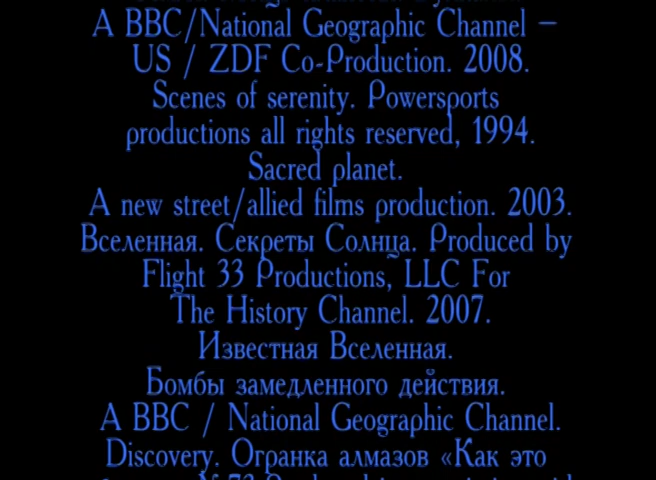 A BBC/National Geographic Channel –
US / ZDF Co-Production. 2008.
Scenes of serenity. Powersports
productions all rights reserved, 1994.
Sacred planet.
A new street/allied films production. 2003.
Вселенная. Секреты Солнца. Produced by
Flight 33 Productions, LLC For
The History Channel. 2007.
Известная Вселенная.
Бомбы замедленного действия.
A BBC / National Geographic Channel.
Discovery. Огранка алмазов «Как это